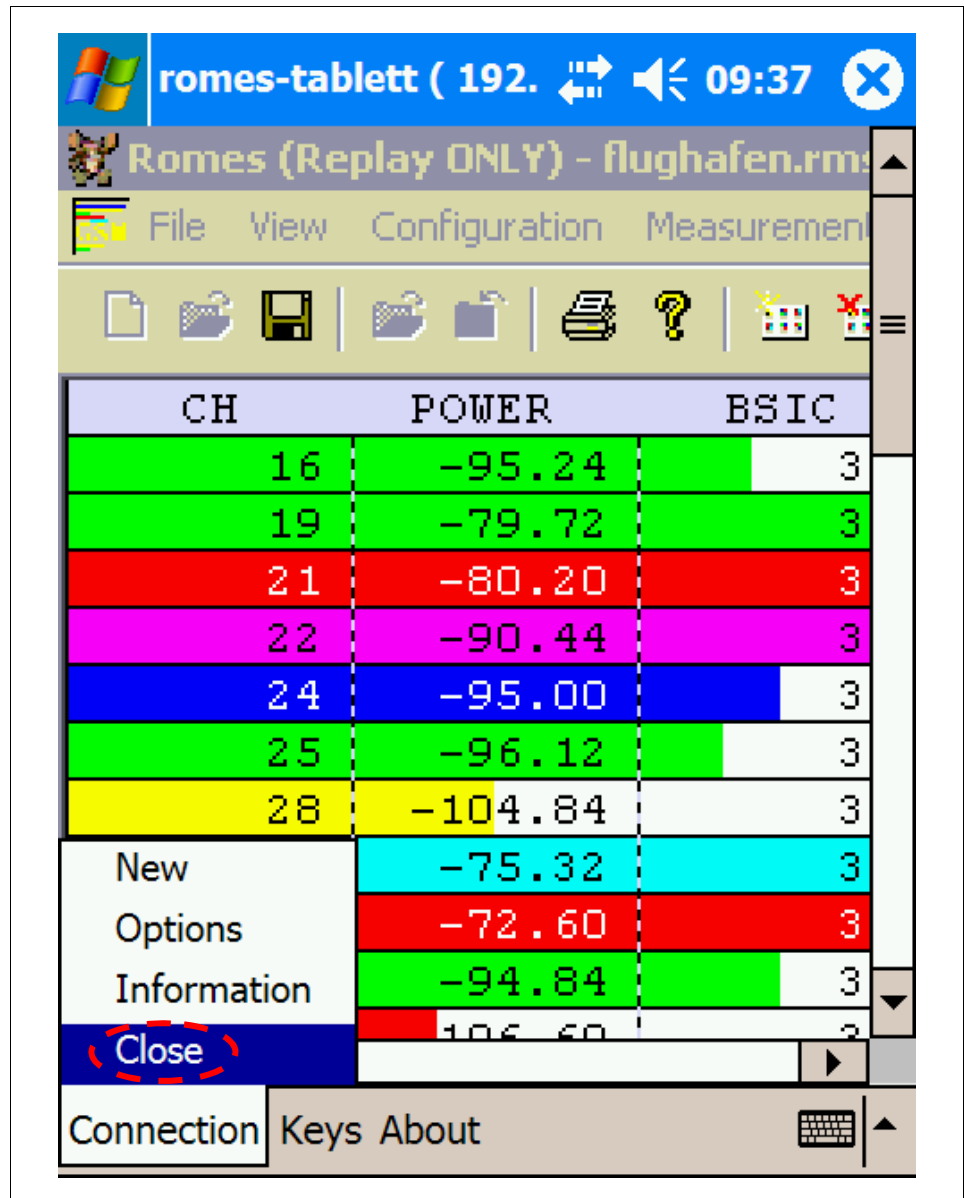 romes-tablett ( 192. 09:37
Romes (Replay ONLY) - flughafen.rms
GSM File View Configuration Measurement
CH POWER BSIC
16 -95.24 3
19 -79.72 3
21 -80.20 3
22 -90.44 3
24 -95.00 3
25 -96.12 3
28 -104.84 3
New -75.32 3
Options -72.60 3
Information -94.84 3
Close
Connection Keys About